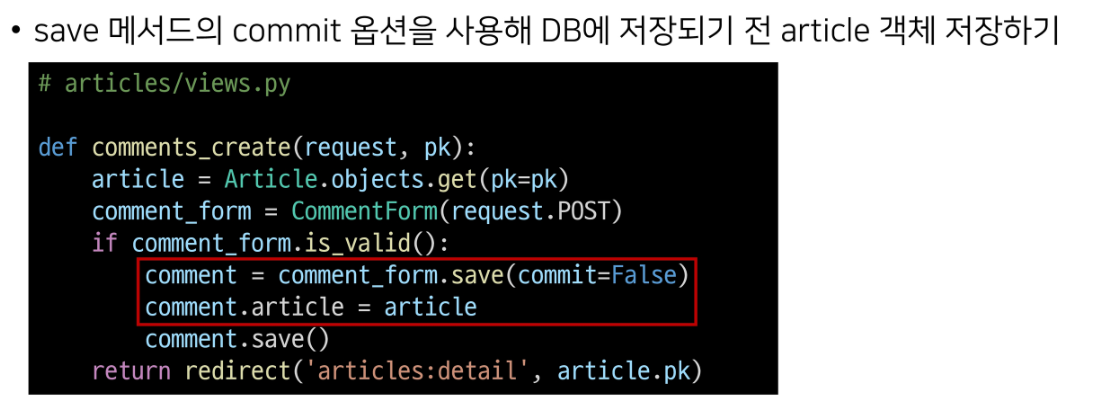 • save 메서드의 commit 옵션을 사용해 DB에 저장되기 전 article 객체 저장하기
# articles/views.py
def comments_create(request, pk):
    article = Article.objects.get(pk=pk)
    comment_form = CommentForm(request.POST)
    if comment_form.is_valid():
        comment = comment_form.save(commit=False)
        comment.article = article
        comment.save()
    return redirect('articles:detail', article.pk)